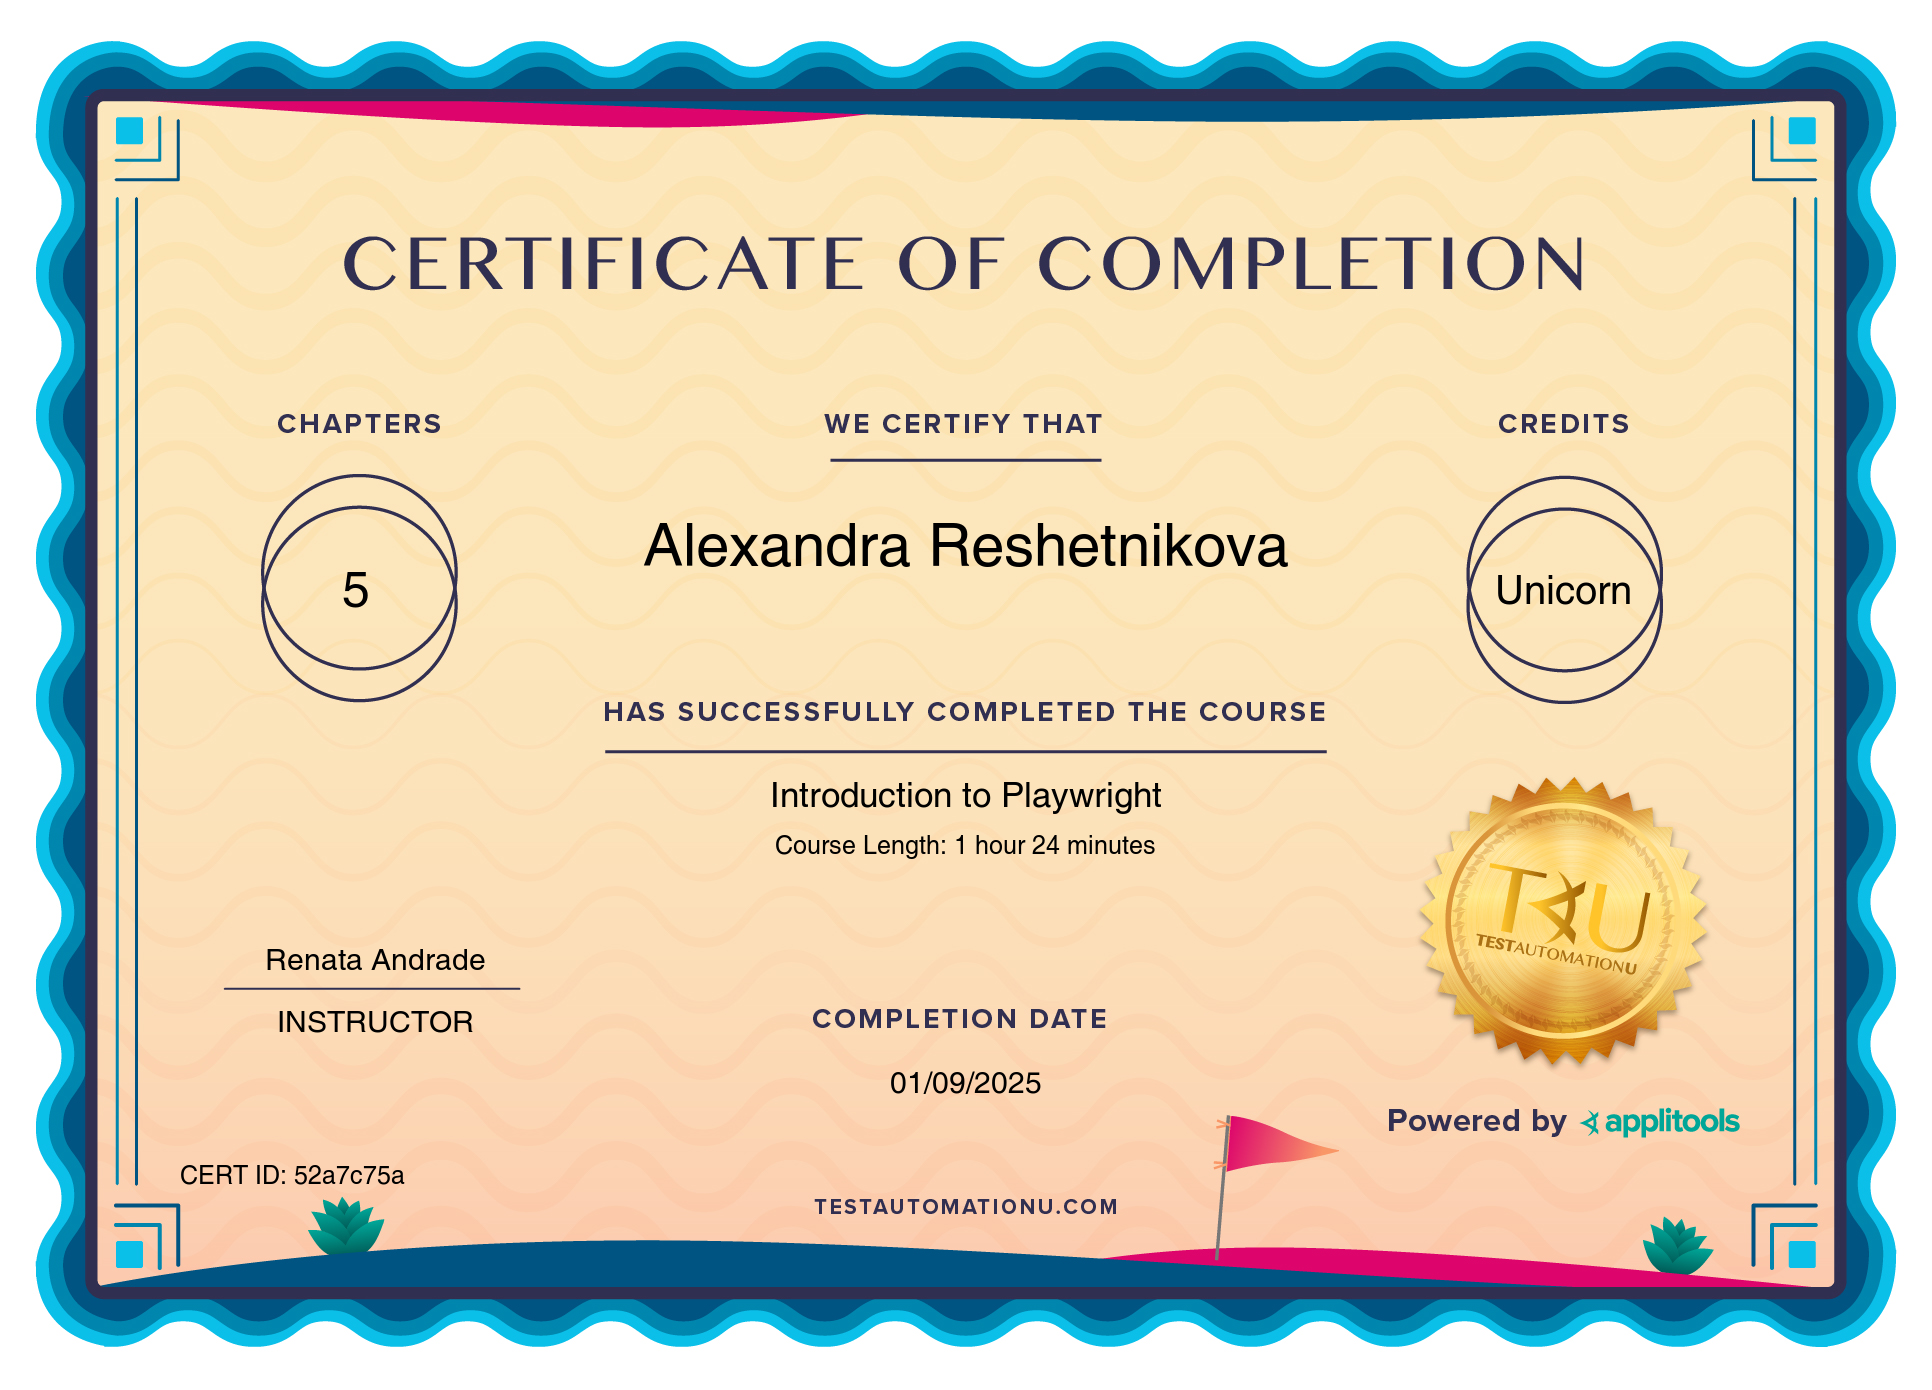 CERTIFICATE OF COMPLETION
CHAPTERS
5
WE CERTIFY THAT
Alexandra Reshetnikova
CREDITS
Unicorn
HAS SUCCESSFULLY COMPLETED THE COURSE
Introduction to Playwright
Course Length: 1 hour 24 minutes
TAU
TESTAUTOMATIONU
Renata Andrade
INSTRUCTOR
COMPLETION DATE
01/09/2025
Powered by applitools
CERT ID: 52a7c75a
TESTAUTOMATIONU.COM